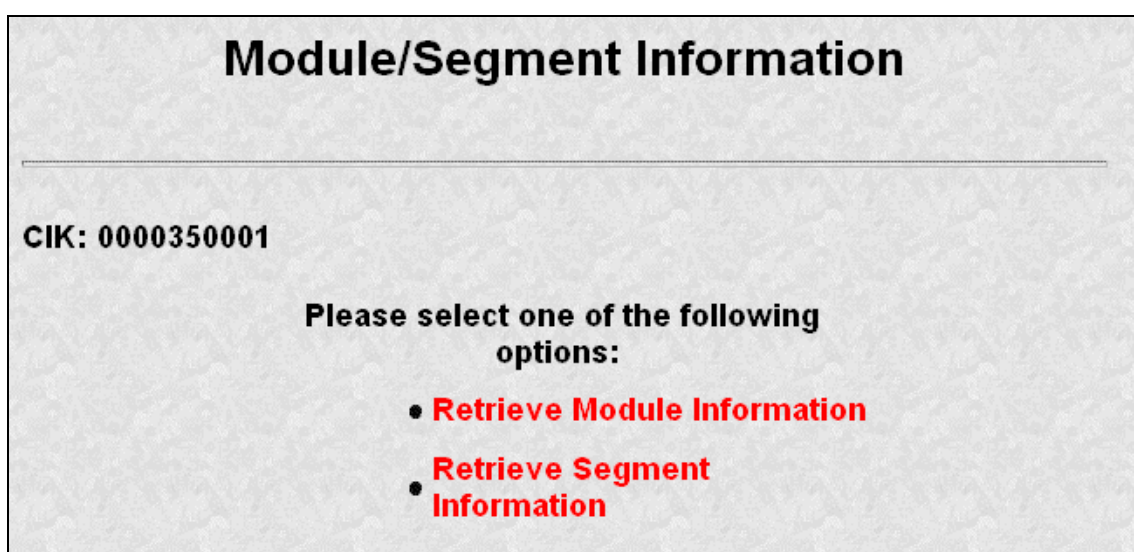 Module/Segment Information
CIK: 0000350001
Please select one of the following
options:
Retrieve Module Information
Retrieve Segment
Information